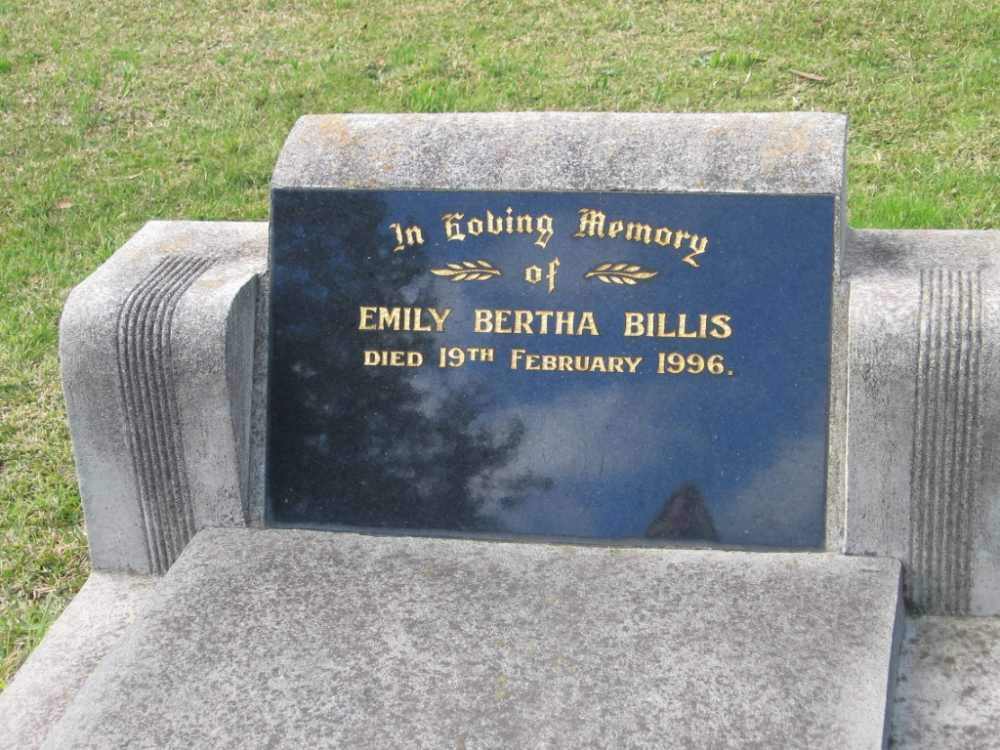 In Loving Memory
of
EMILY BERTHA BILLIS
DIED 19TH FEBRUARY 1996.